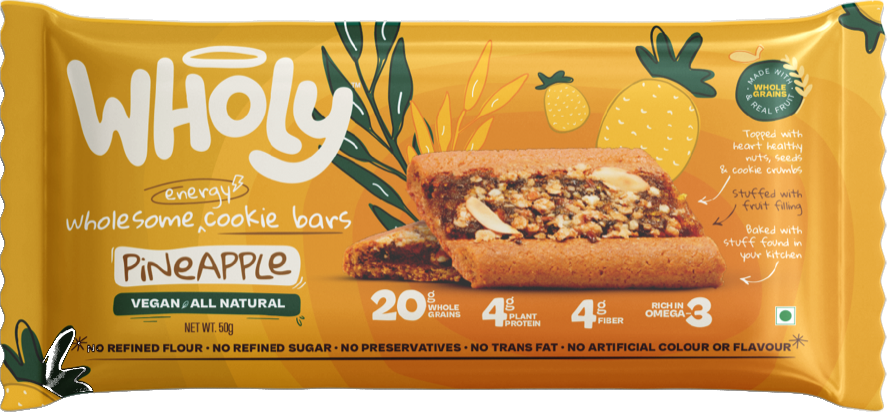 WHOLY
TM
energy
wholesome cookie bars
PINEAPPLE
VEGAN ALL NATURAL
NET WT. 50g
MADE WITH
WHOLE
GRAINS
& REAL FRUIT
Topped with
heart healthy
nuts, seeds
& cookie crumbs
Stuffed with
fruit filling
Baked with
stuff found in
your kitchen
20g WHOLE GRAINS
4g PLANT PROTEIN
4g FIBER
RICH IN OMEGA-3
*NO REFINED FLOUR • NO REFINED SUGAR • NO PRESERVATIVES • NO TRANS FAT • NO ARTIFICIAL COLOUR OR FLAVOUR*